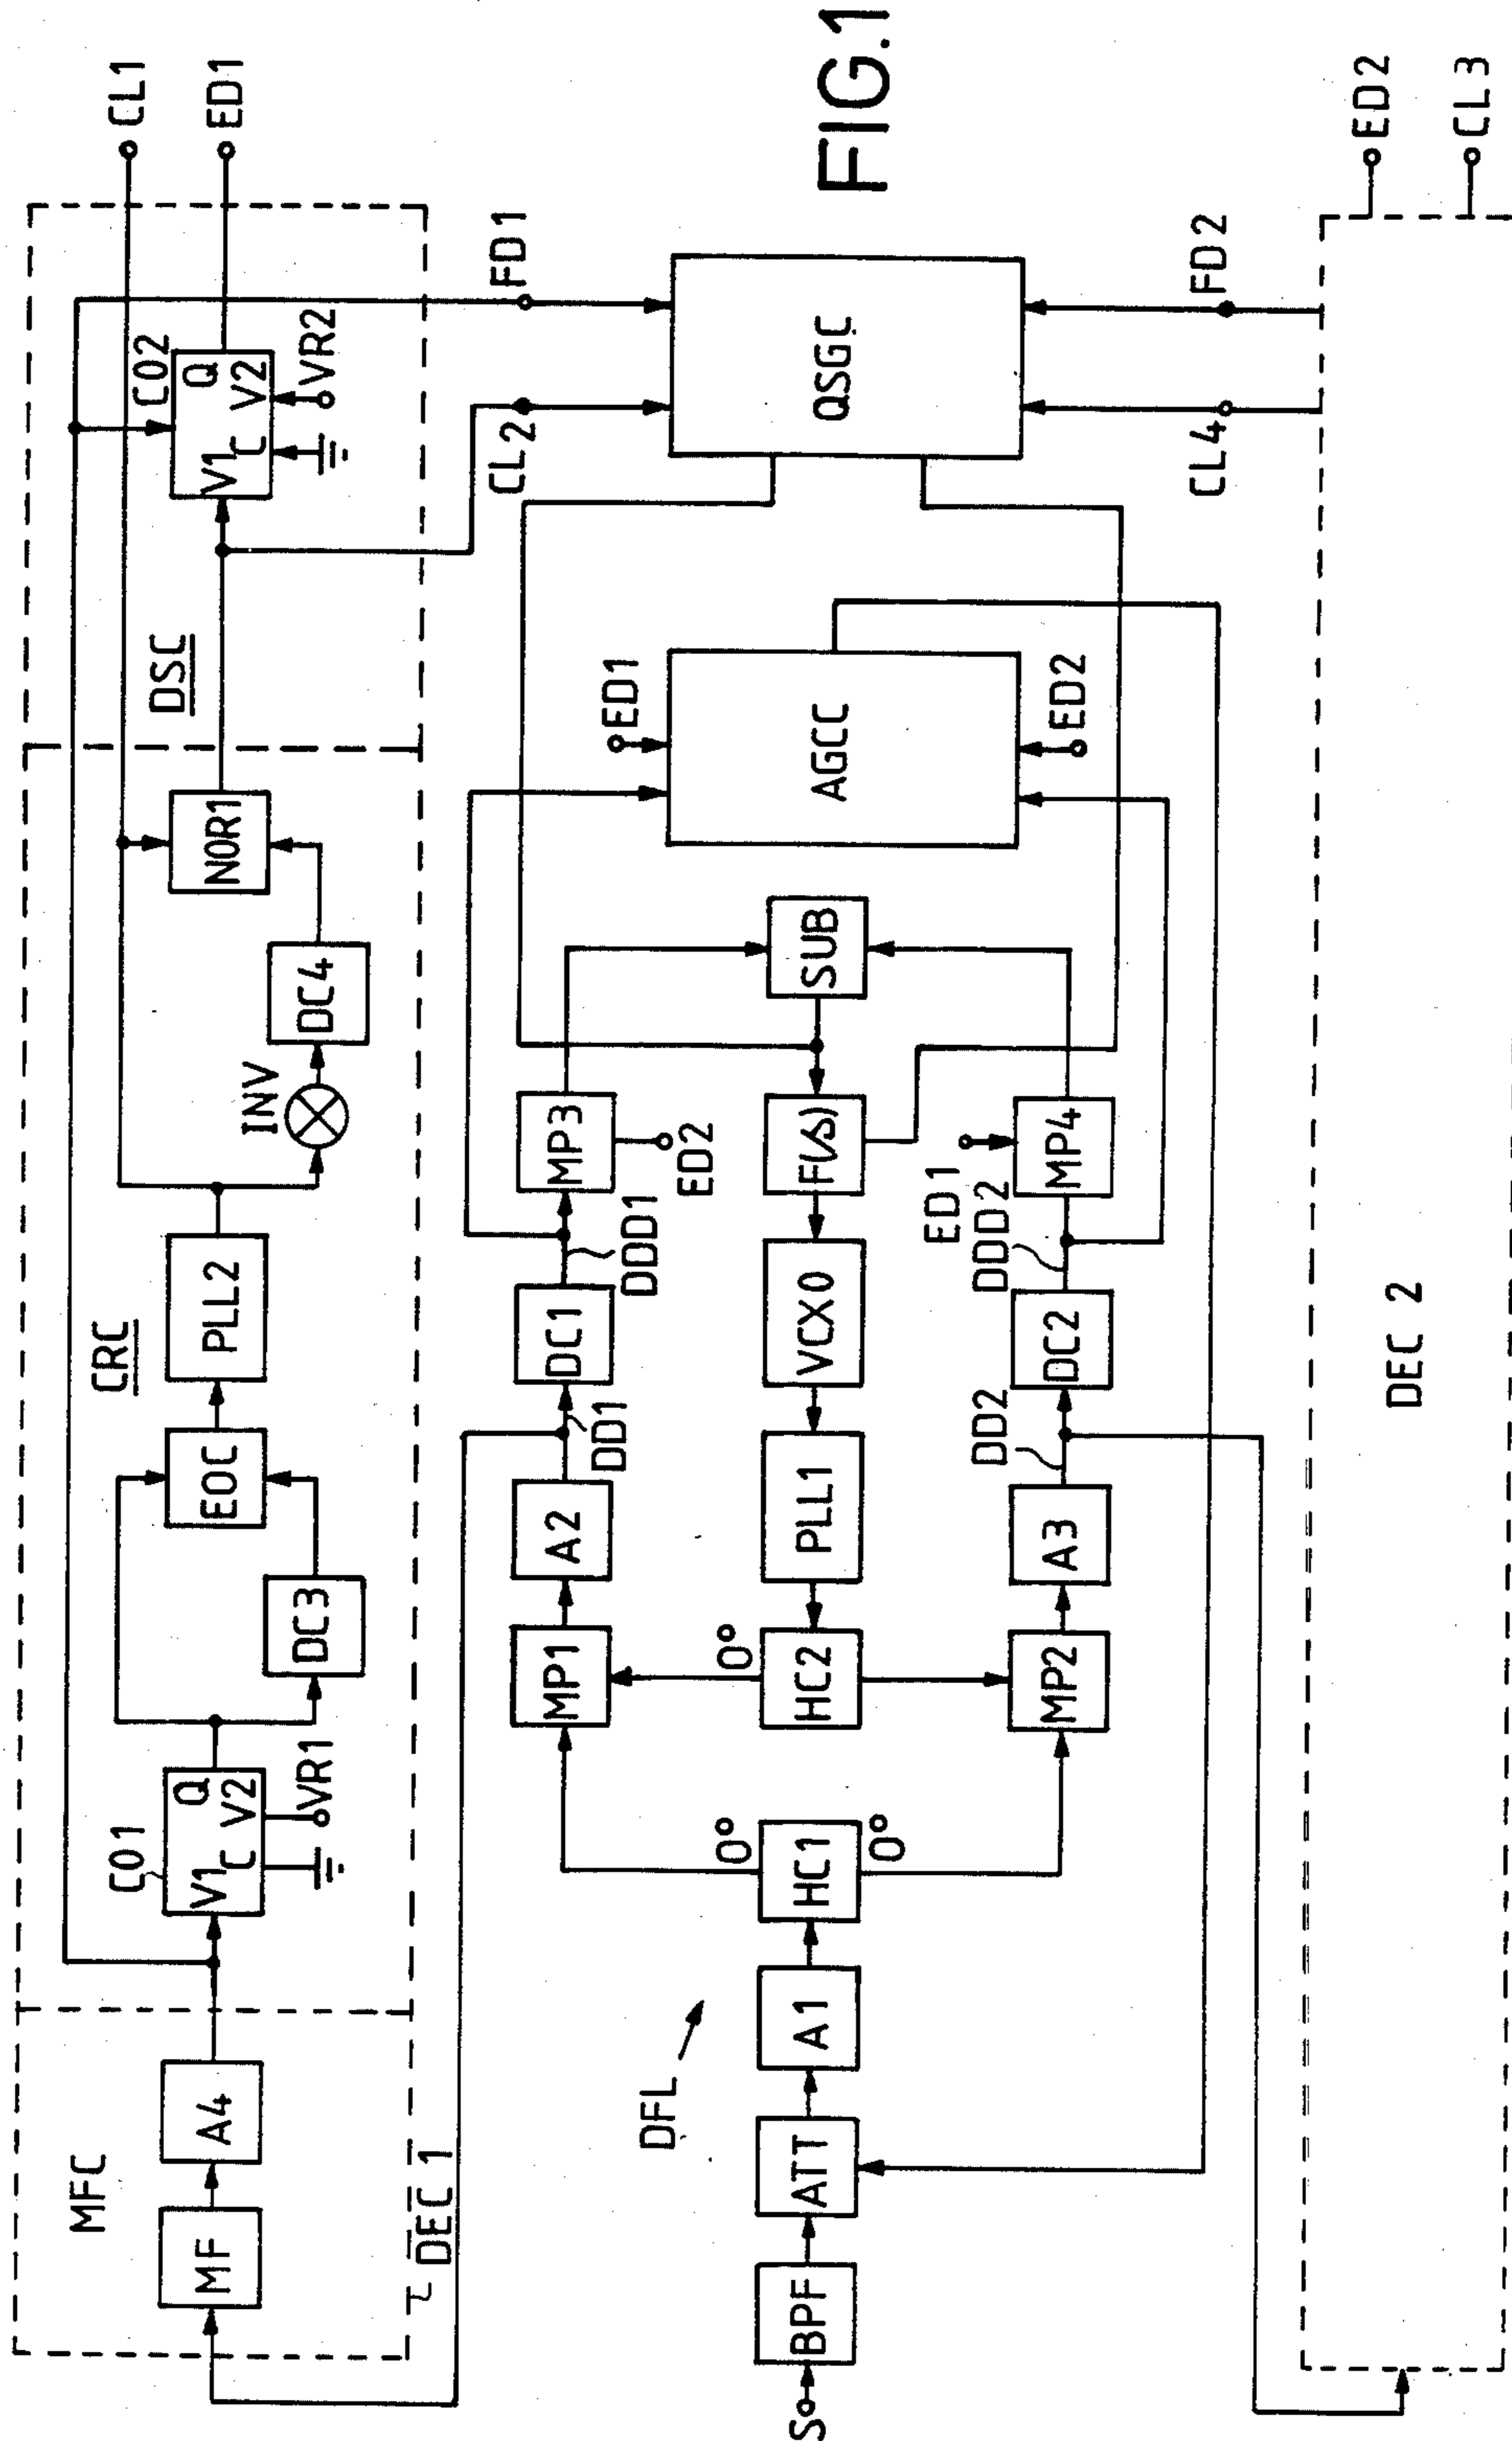 FIG.1
MFC
MF
A4
DEC 1
CRC
CO1
V1
Q
C
V2
VR1
DC3
EOC
PLL2
INV
DC4
NOR1
DSC
CO2
V1
Q
C
V2
VR2
CL1
ED1
CL2
FD1
MP1
A2
DD1
DC1
DDD1
MP3
ED2
ED1
AGCC
ED2
QSGC
DFL
S
BPF
ATT
A1
HC1
0°
0°
HC2
0°
PLL1
VCXO
F(s)
SUB
MP2
A3
DD2
DC2
DDD2
ED1
MP4
CL4
FD2
DEC 2
ED2
CL3